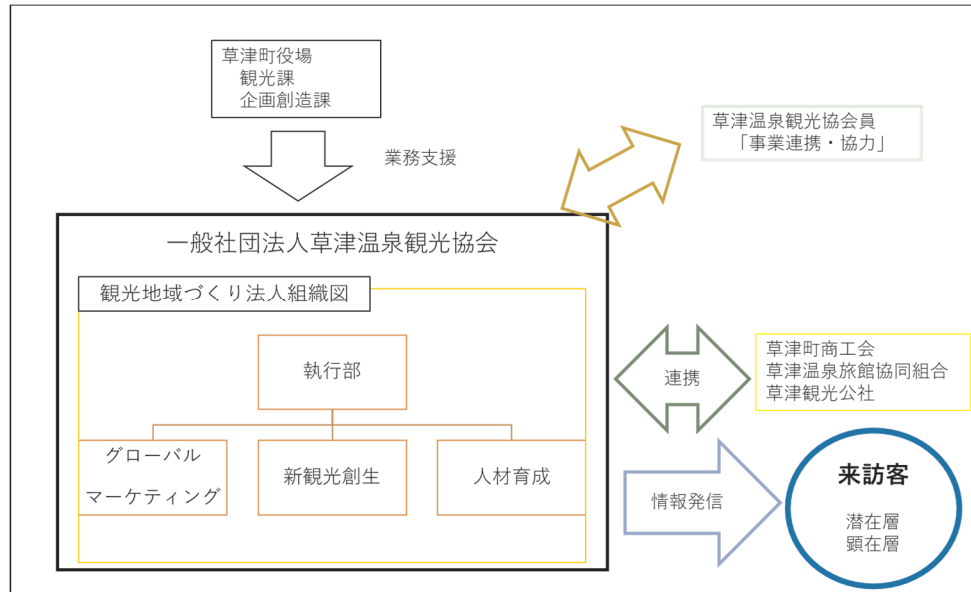 草津町役場
観光課
企画創造課
業務支援
草津温泉観光協会員
「事業連携・協力」
一般社団法人草津温泉観光協会
観光地域づくり法人組織図
執行部
グローバル
マーケティング
新観光創生
人材育成
連携
草津町商工会
草津温泉旅館協同組合
草津観光公社
情報発信
来訪客
潜在層
顕在層